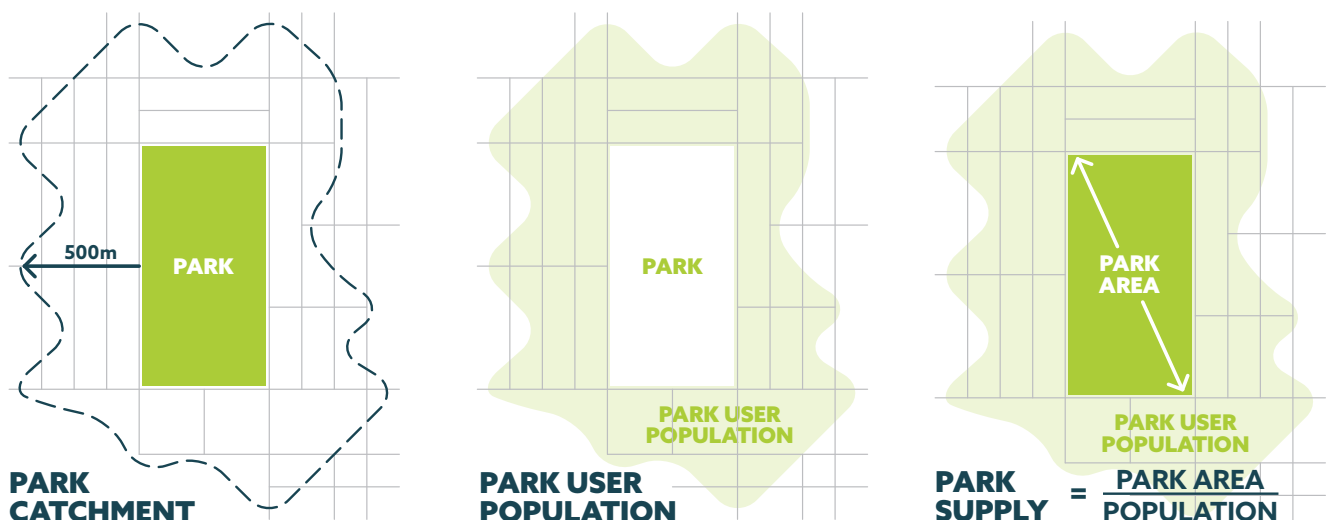 500m
PARK
PARK
CATCHMENT
PARK
PARK USER
POPULATION
PARK USER
POPULATION
PARK
AREA
PARK USER
POPULATION
PARK
SUPPLY
=
PARK AREA
POPULATION